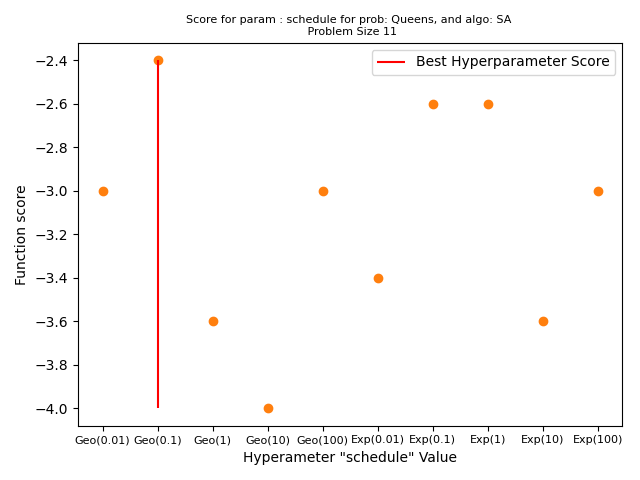 Score for param : schedule for prob: Queens, and algo: SA
Problem Size 11
Best Hyperparameter Score
Function score
−2.4
−2.6
−2.8
−3.0
−3.2
−3.4
−3.6
−3.8
−4.0
Geo(0.01) Geo(0.1) Geo(1) Geo(10) Geo(100) Exp(0.01) Exp(0.1) Exp(1) Exp(10) Exp(100)
Hyperameter "schedule" Value